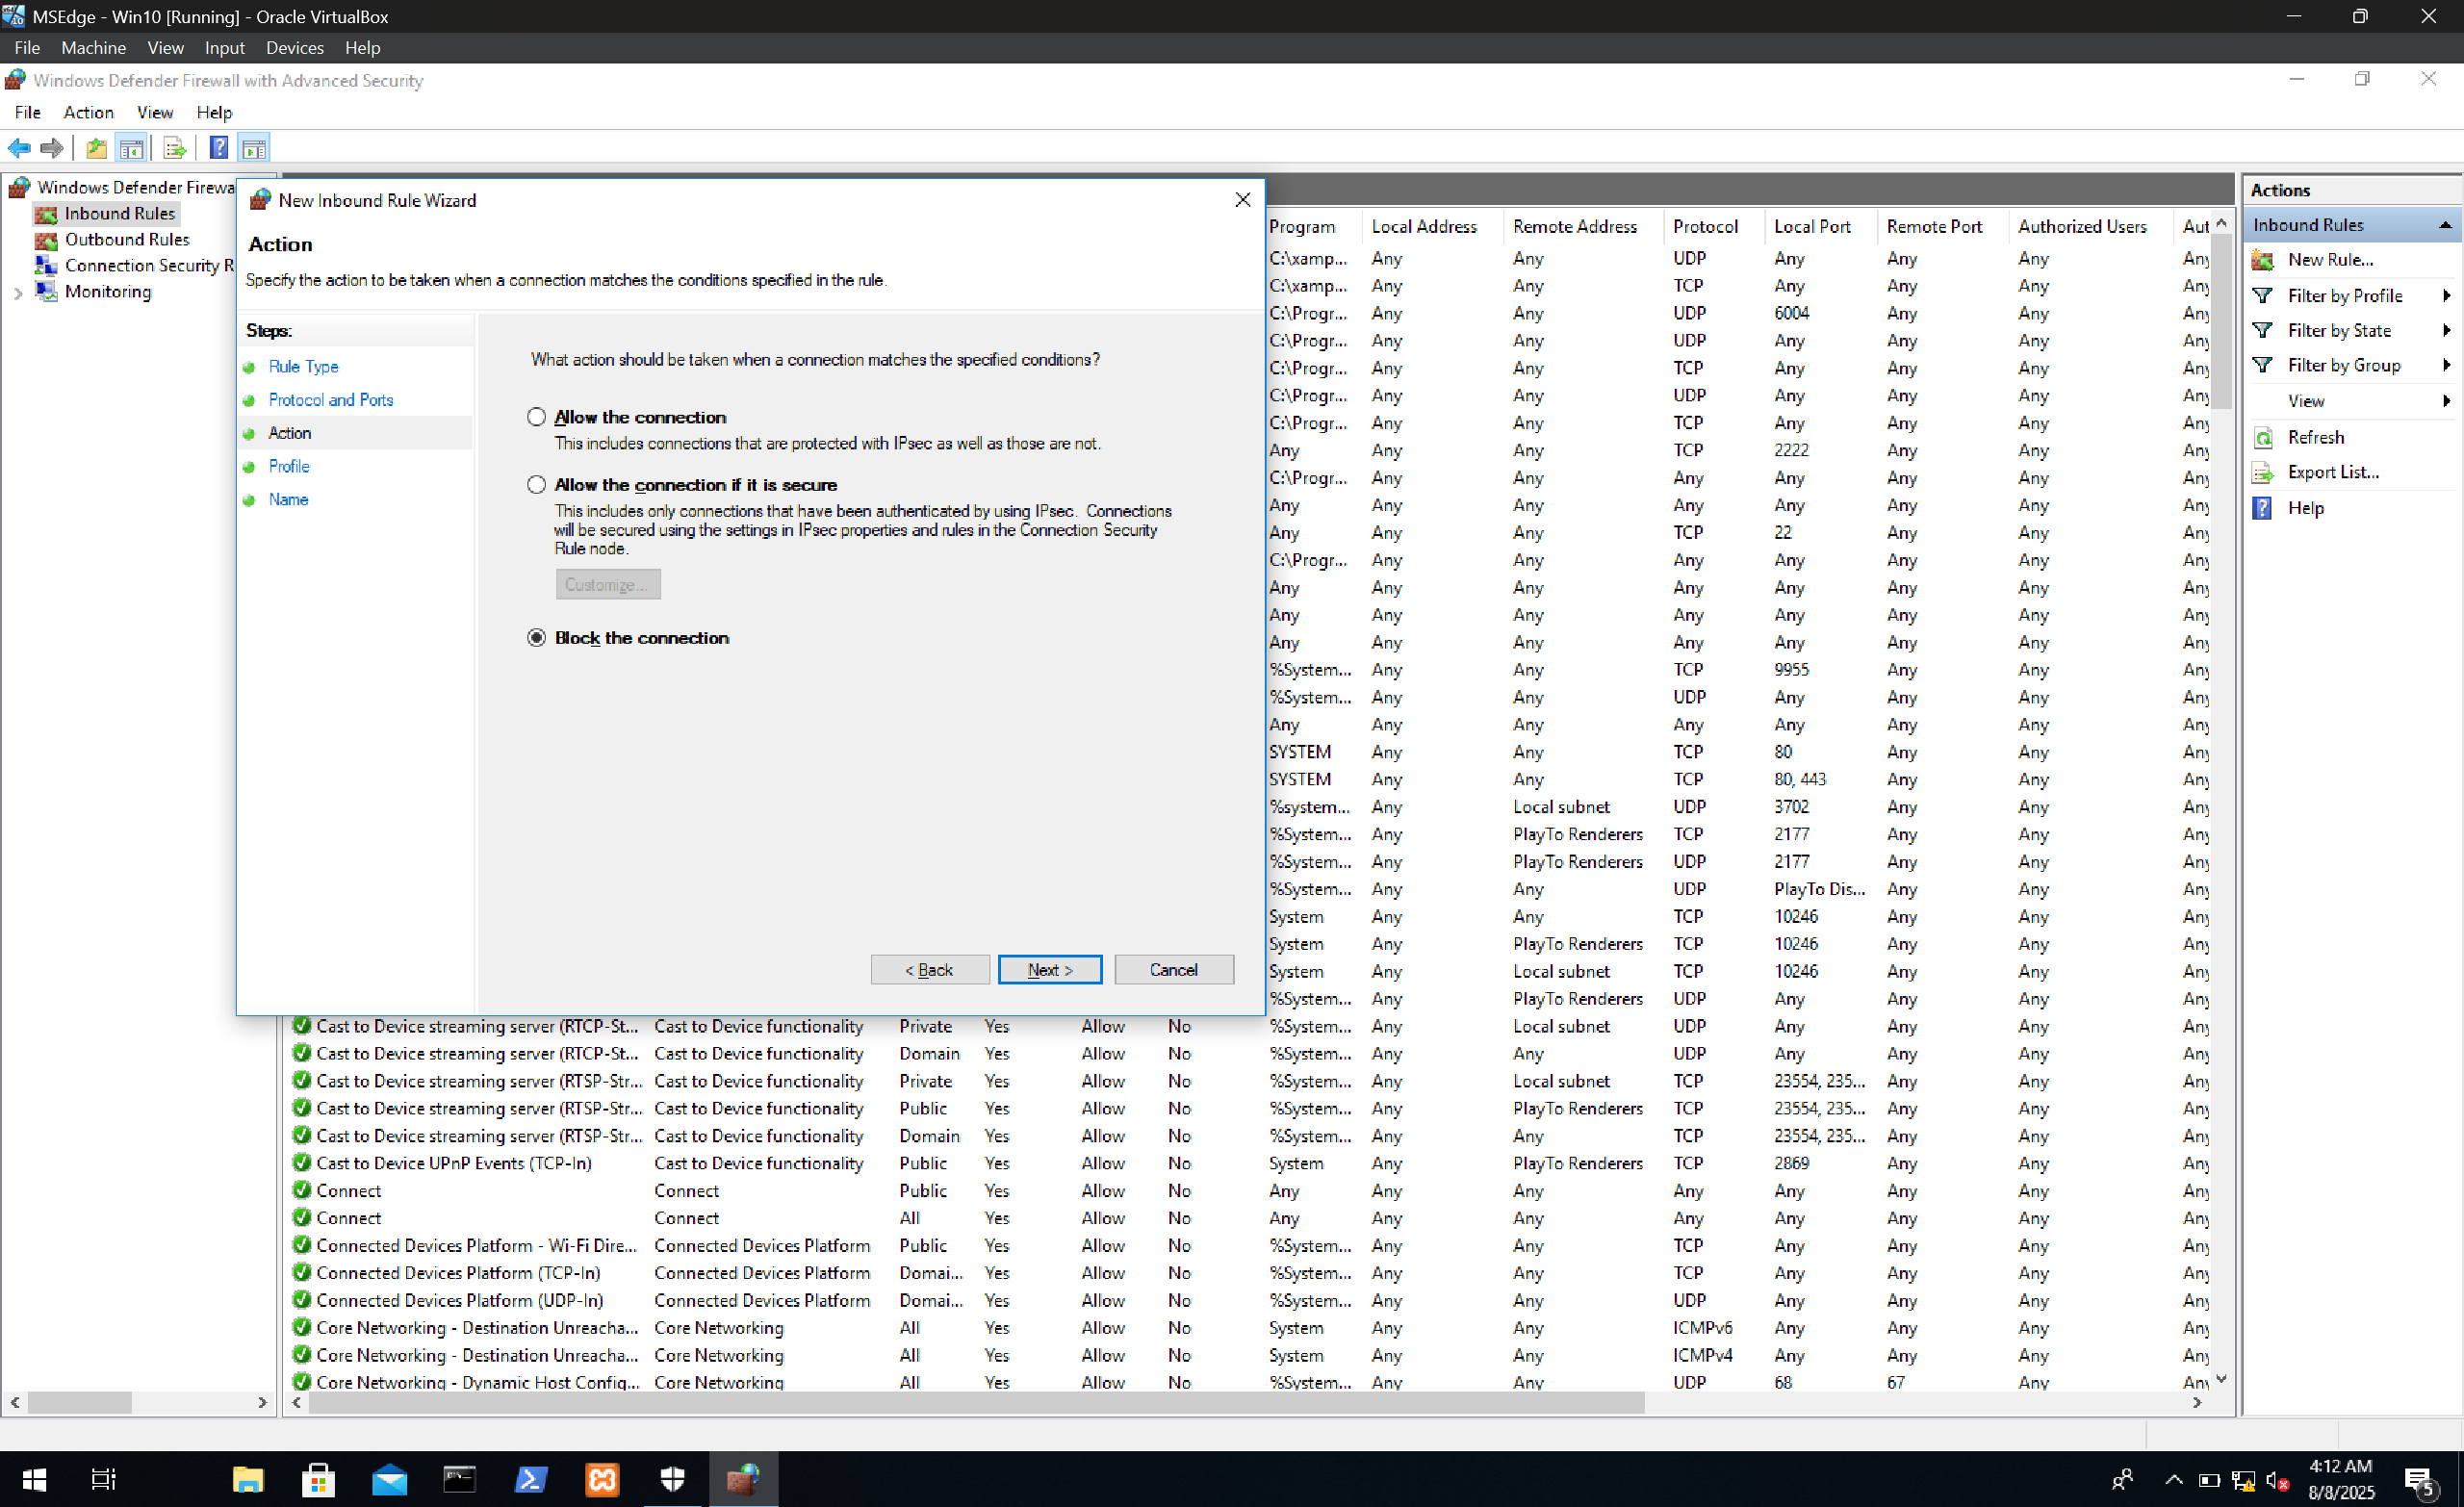 MSEdge - Win10 [Running] - Oracle VirtualBox
File Machine View Input Devices Help
Windows Defender Firewall with Advanced Security
File Action View Help
Windows Defender Firewa
Inbound Rules
Outbound Rules
Connection Security R
Monitoring
New Inbound Rule Wizard
Action
Specify the action to be taken when a connection matches the conditions specified in the rule.
Steps:
Rule Type
Protocol and Ports
Action
Profile
Name
What action should be taken when a connection matches the specified conditions?
Allow the connection
This includes connections that are protected with IPsec as well as those are not.
Allow the connection if it is secure
This includes only connections that have been authenticated by using IPsec. Connections
will be secured using the settings in IPsec properties and rules in the Connection Security
Rule node.
Customize...
Block the connection
< Back Next > Cancel
Program Local Address Remote Address Protocol Local Port Remote Port Authorized Users Aut
C:\xamp... Any Any UDP Any Any Any Any
C:\xamp... Any Any TCP Any Any Any Any
C:\Progr... Any Any UDP 6004 Any Any Any
C:\Progr... Any Any UDP Any Any Any Any
C:\Progr... Any Any TCP Any Any Any Any
C:\Progr... Any Any UDP Any Any Any Any
C:\Progr... Any Any TCP Any Any Any Any
Any Any Any TCP 2222 Any Any Any
C:\Progr... Any Any Any Any Any Any Any
Any Any Any Any Any Any Any Any
Any Any Any TCP 22 Any Any Any
C:\Progr... Any Any Any Any Any Any Any
Any Any Any Any Any Any Any Any
Any Any Any Any Any Any Any Any
Any Any Any Any Any Any Any Any
%System... Any Any TCP 9955 Any Any Any
%System... Any Any UDP Any Any Any Any
Any Any Any Any Any Any Any Any
SYSTEM Any Any TCP 80 Any Any Any
SYSTEM Any Any TCP 80, 443 Any Any Any
%system... Any Local subnet UDP 3702 Any Any Any
%System... Any PlayTo Renderers TCP 2177 Any Any Any
%System... Any PlayTo Renderers UDP 2177 Any Any Any
%System... Any Any UDP PlayTo Dis... Any Any Any
System Any Any TCP 10246 Any Any Any
System Any PlayTo Renderers TCP 10246 Any Any Any
System Any Local subnet TCP 10246 Any Any Any
%System... Any PlayTo Renderers UDP Any Any Any Any
Cast to Device streaming server (RTCP-St... Cast to Device functionality Private Yes Allow No %System... Any Local subnet UDP Any Any Any Any
Cast to Device streaming server (RTCP-St... Cast to Device functionality Domain Yes Allow No %System... Any Any UDP Any Any Any Any
Cast to Device streaming server (RTSP-Str... Cast to Device functionality Private Yes Allow No %System... Any Local subnet TCP 23554, 235... Any Any Any
Cast to Device streaming server (RTSP-Str... Cast to Device functionality Public Yes Allow No %System... Any PlayTo Renderers TCP 23554, 235... Any Any Any
Cast to Device streaming server (RTSP-Str... Cast to Device functionality Domain Yes Allow No %System... Any Any TCP 23554, 235... Any Any Any
Cast to Device UPnP Events (TCP-In) Cast to Device functionality Public Yes Allow No System Any PlayTo Renderers TCP 2869 Any Any Any
Connect Connect Public Yes Allow No Any Any Any Any Any Any Any Any
Connect Connect All Yes Allow No Any Any Any Any Any Any Any Any
Connected Devices Platform - Wi-Fi Dire... Connected Devices Platform Public Yes Allow No %System... Any Any TCP Any Any Any Any
Connected Devices Platform (TCP-In) Connected Devices Platform Domai... Yes Allow No %System... Any Any TCP Any Any Any Any
Connected Devices Platform (UDP-In) Connected Devices Platform Domai... Yes Allow No %System... Any Any UDP Any Any Any Any
Core Networking - Destination Unreacha... Core Networking All Yes Allow No System Any Any ICMPv6 Any Any Any Any
Core Networking - Destination Unreacha... Core Networking All Yes Allow No System Any Any ICMPv4 Any Any Any Any
Core Networking - Dynamic Host Config... Core Networking All Yes Allow No %System... Any Any UDP 68 67 Any Any
Actions
Inbound Rules
New Rule...
Filter by Profile
Filter by State
Filter by Group
View
Refresh
Export List...
Help
4:12 AM
8/8/2025
5